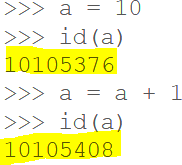 >>> a = 10
>>> id(a)
10105376
>>> a = a + 1
>>> id(a)
10105408